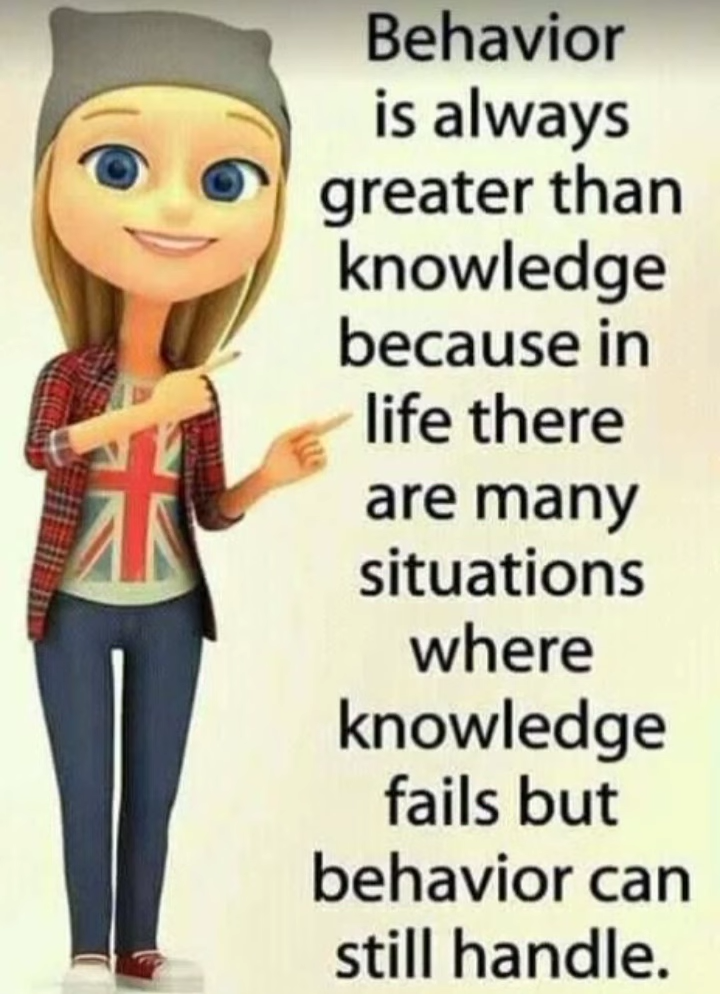 Behavior
is always
greater than
knowledge
because in
life there
are many
situations
where
knowledge
fails but
behavior can
still handle.